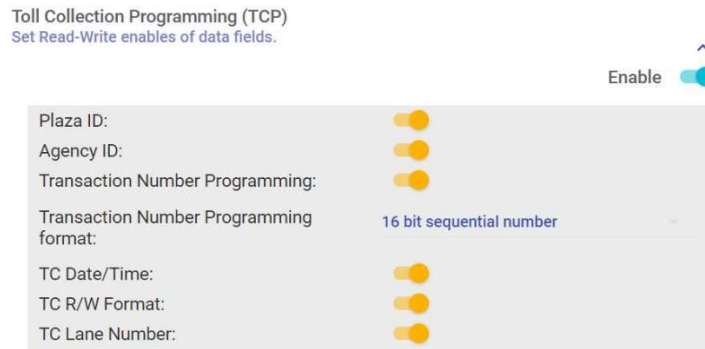 Toll Collection Programming (TCP)
Set Read-Write enables of data fields.
Enable
Plaza ID:
Agency ID:
Transaction Number Programming:
Transaction Number Programming
format:
16 bit sequential number
TC Date/Time:
TC R/W Format:
TC Lane Number: